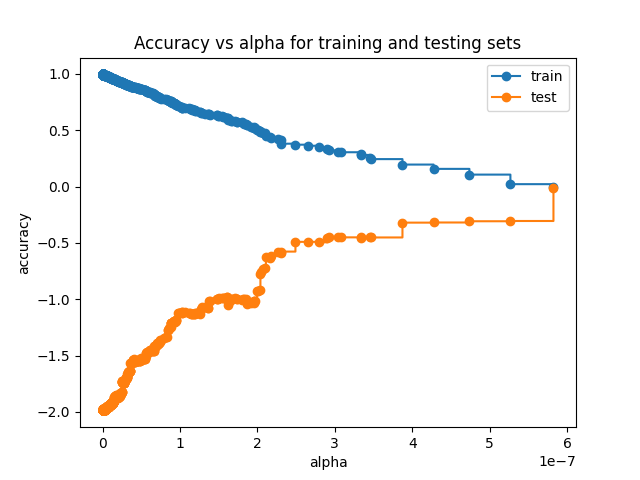 Accuracy vs alpha for training and testing sets
train
test
1.0
0.5
0.0
−0.5
−1.0
−1.5
−2.0
accuracy
0 1 2 3 4 5 6
1e−7
alpha